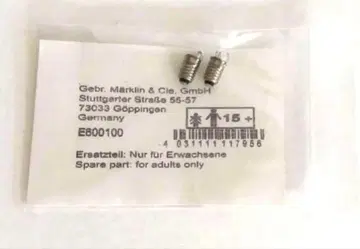 Gebr. Märklin & Cie. GmbH
Stuttgarter Straße 55-57
73033 Göppingen
Germany
15 +
E600100
4 031111 117956
Ersatzteil: Nur für Erwachsene
Spare part: for adults only